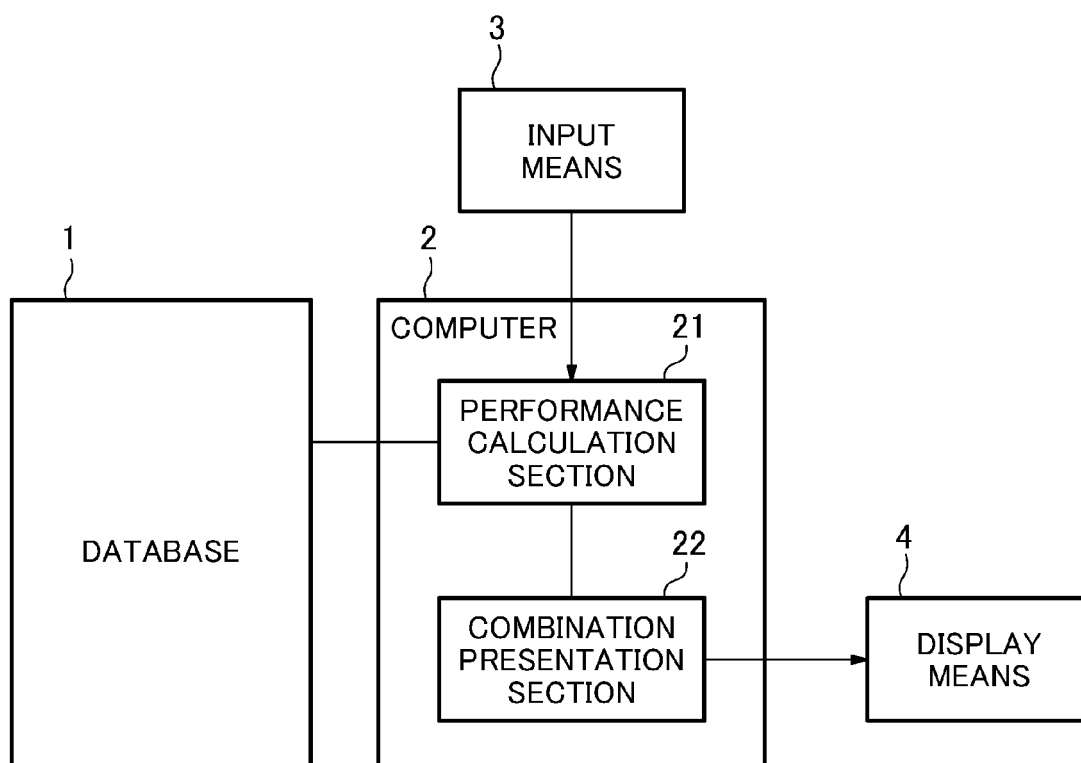 3
INPUT
MEANS
1
2
COMPUTER
21
PERFORMANCE
CALCULATION
SECTION
DATABASE
22
COMBINATION
PRESENTATION
SECTION
4
DISPLAY
MEANS